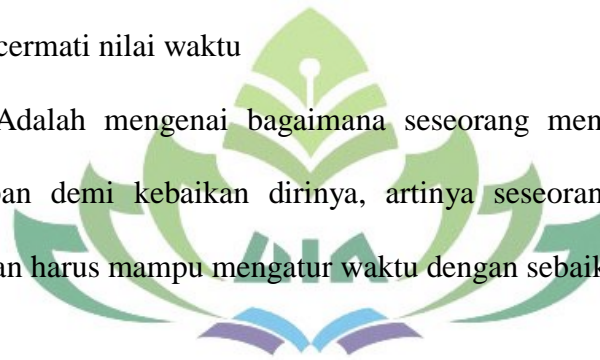 cermati nilai waktu
Adalah mengenai bagaimana seseorang men
an demi kebaikan dirinya, artinya seseoran
an harus mampu mengatur waktu dengan sebaik